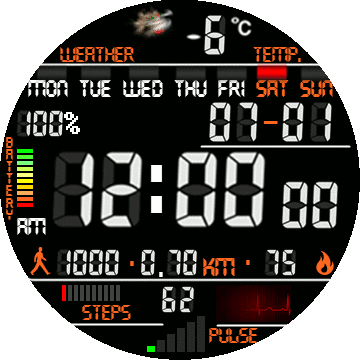 -6°C
WEATHER TEMP.
MON TUE WED THU FRI SAT SUN
100% 07-01
BATTERY
12:00 00
AM
1000 · 0.70 KM · 75
62
STEPS
PULSE